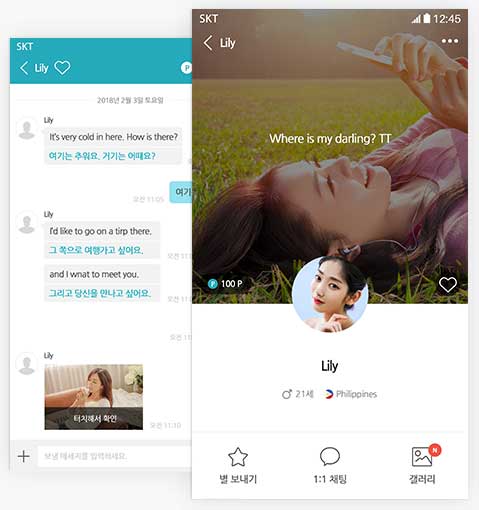 SKT
Lily
P
2018년 2월 3일 토요일
Lily
It's very cold in here. How is there?
여기는 추워요. 거기는 어때요?
여기
오전 11:05
Lily
I'd like to go on a tirp there.
그 쪽으로 여행가고 싶어요.
오전 11
and I wnat to meet you.
그리고 당신을 만나고 싶어요.
오전 11
Lily
터치해서 확인
오전 11:10
보낼 메세지를 입력하세요.
SKT
12:45
Lily
Where is my darling? TT
P 100 P
Lily
21세
Philippines
별 보내기
1:1 채팅
N
갤러리